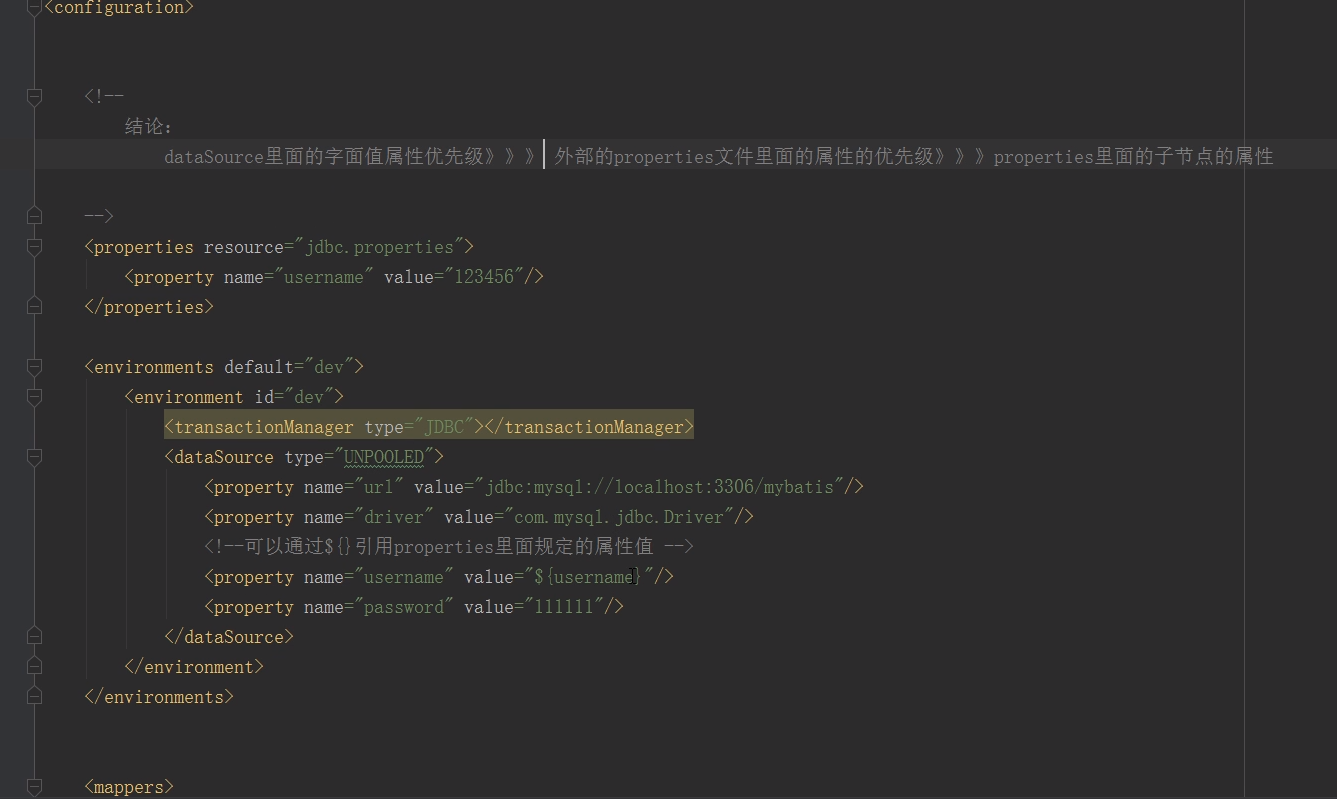 <configuration>
<!--
结论：
dataSource里面的字面值属性优先级》》》 外部的properties文件里面的属性的优先级》》》properties里面的子节点的属性
-->
<properties resource="jdbc.properties">
<property name="username" value="123456"/>
</properties>
<environments default="dev">
<environment id="dev">
<transactionManager type="JDBC"></transactionManager>
<dataSource type="UNPOOLED">
<property name="url" value="jdbc:mysql://localhost:3306/mybatis"/>
<property name="driver" value="com.mysql.jdbc.Driver"/>
<!--可以通过${}引用properties里面规定的属性值 -->
<property name="username" value="${username}"/>
<property name="password" value="111111"/>
</dataSource>
</environment>
</environments>
<mappers>